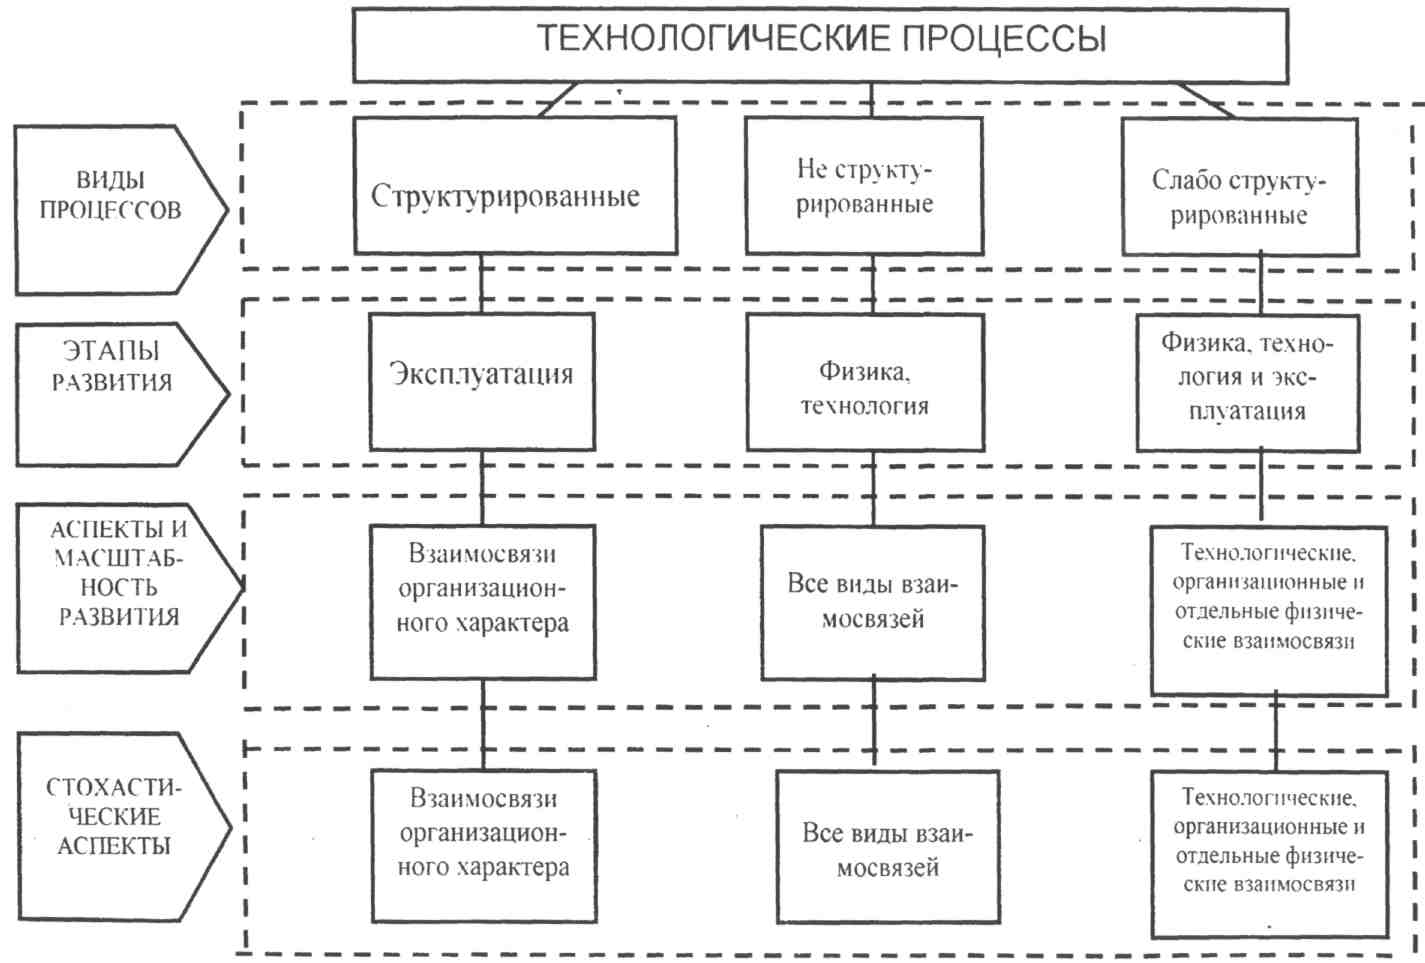 ТЕХНОЛОГИЧЕСКИЕ ПРОЦЕССЫ
ВИДЫ
ПРОЦЕССОВ
Структурированные
Не структу-
рированные
Слабо структу-
рированные
ЭТАПЫ
РАЗВИТИЯ
Эксплуатация
Физика,
технология
Физика, техно-
логия и экс-
плуатация
АСПЕКТЫ И
МАСШТАБ-
НОСТЬ
РАЗВИТИЯ
Взаимосвязи
организацион-
ного характера
Все виды взаи-
мосвязей
Технологические,
организационные и
отдельные физиче-
ские взаимосвязи
СТОХАСТИ-
ЧЕСКИЕ
АСПЕКТЫ
Взаимосвязи
организацион-
ного характера
Все виды взаи-
мосвязей
Технологические,
организационные и
отдельные физиче-
ские взаимосвязи